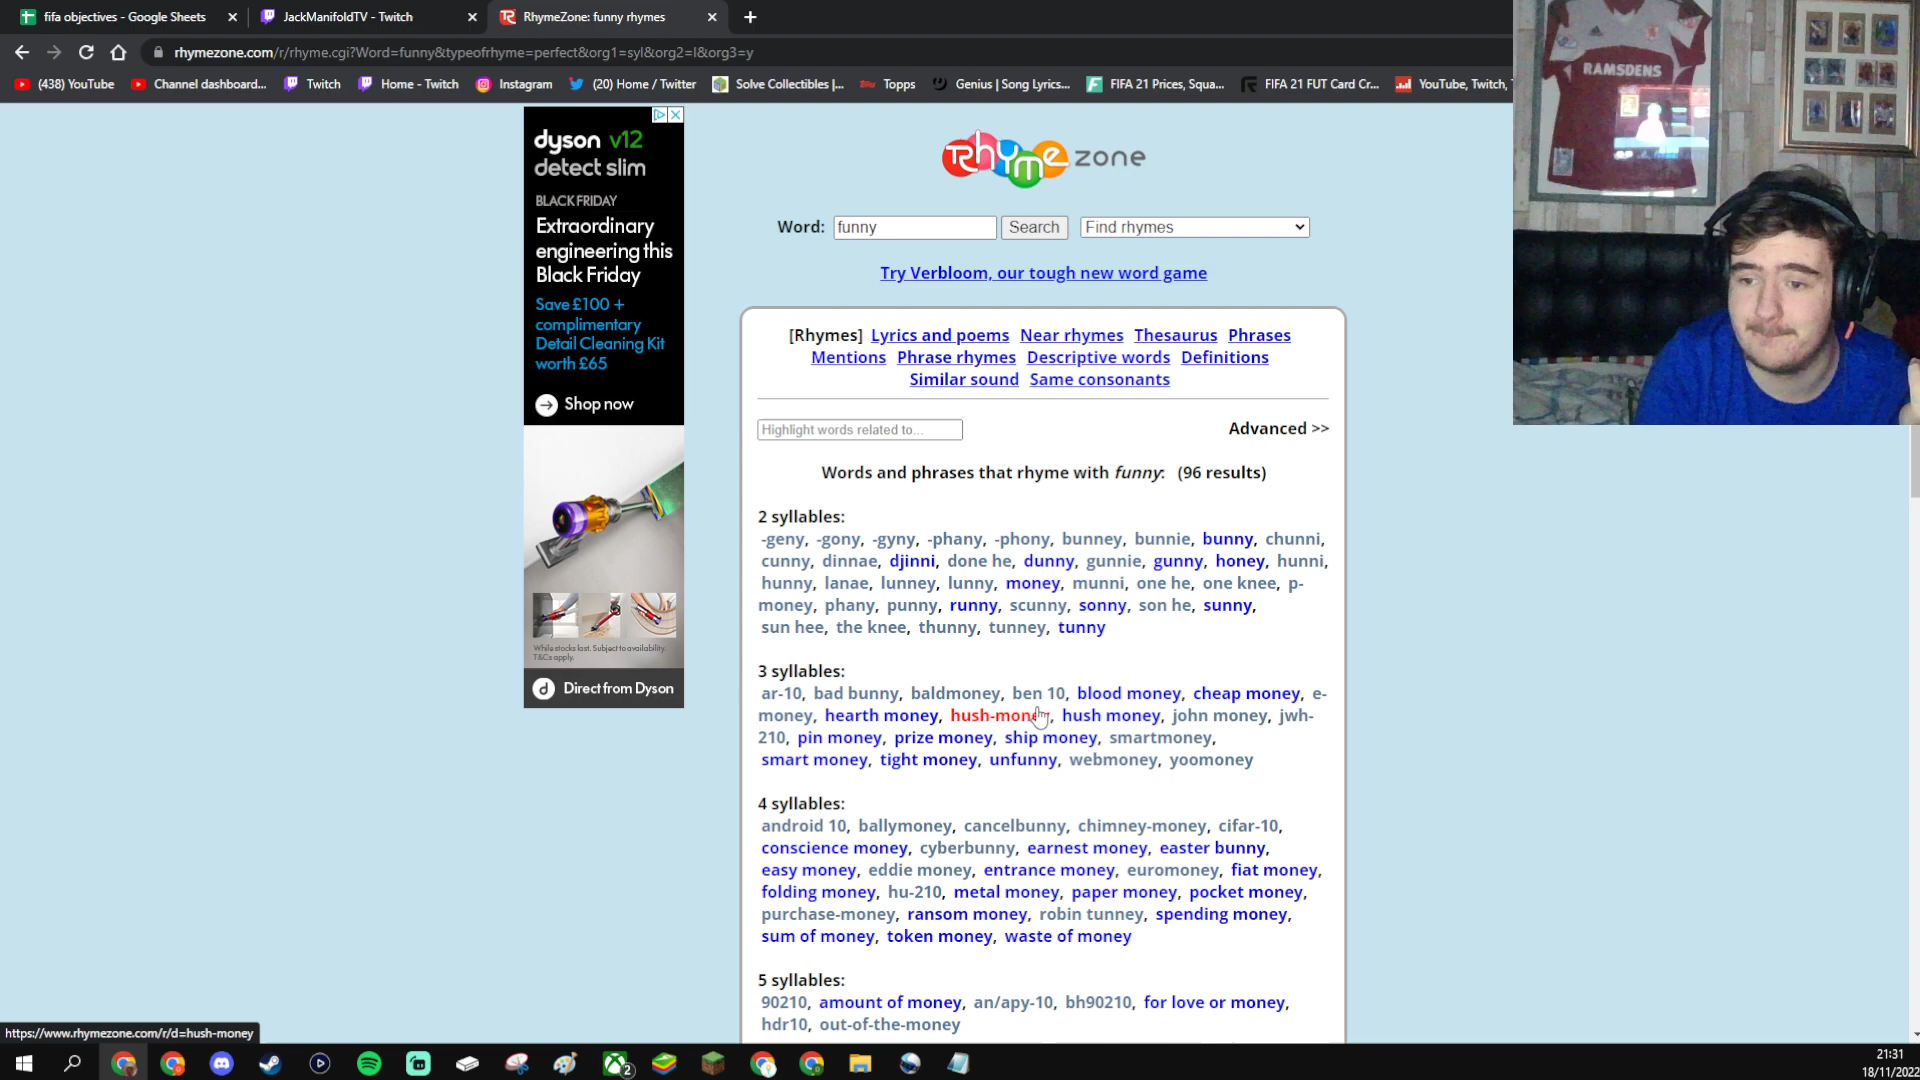 fifa objectives - Google Sheets
JackManifoldTV - Twitch
RhymeZone: funny rhymes
rhymezone.com/r/rhyme.cgi?Word=funny&typeofrhyme=perfect&org1=syl&org2=l&org3=y
(438) YouTube
Channel dashboard...
Twitch
Home - Twitch
Instagram
(20) Home / Twitter
Solve Collectibles |...
Topps
Genius | Song Lyrics...
FIFA 21 Prices, Squa...
FIFA 21 FUT Card Cr...
YouTube, Twitch,
RAMSDENS
dyson v12
detect slim
BLACK FRIDAY
Extraordinary
engineering this
Black Friday
Save £100 +
complimentary
Detail Cleaning Kit
worth £65
Shop now
While stocks last. Subject to availability.
T&Cs apply.
Direct from Dyson
Rhyme zone
Word: funny Search Find rhymes
Try Verbloom, our tough new word game
[Rhymes] Lyrics and poems Near rhymes Thesaurus Phrases
Mentions Phrase rhymes Descriptive words Definitions
Similar sound Same consonants
Highlight words related to... Advanced >>
Words and phrases that rhyme with funny: (96 results)
2 syllables:
-geny, -gony, -gyny, -phany, -phony, bunney, bunnie, bunny, chunni,
cunny, dinnae, djinni, done he, dunny, gunnie, gunny, honey, hunni,
hunny, lanae, lunney, lunny, money, munni, one he, one knee, p-
money, phany, punny, runny, scunny, sonny, son he, sunny,
sun hee, the knee, thunny, tunney, tunny
3 syllables:
ar-10, bad bunny, baldmoney, ben 10, blood money, cheap money, e-
money, hearth money, hush-money, hush money, john money, jwh-
210, pin money, prize money, ship money, smartmoney,
smart money, tight money, unfunny, webmoney, yoomoney
4 syllables:
android 10, ballymoney, cancelbunny, chimney-money, cifar-10,
conscience money, cyberbunny, earnest money, easter bunny,
easy money, eddie money, entrance money, euromoney, fiat money,
folding money, hu-210, metal money, paper money, pocket money,
purchase-money, ransom money, robin tunney, spending money,
sum of money, token money, waste of money
5 syllables:
90210, amount of money, an/apy-10, bh90210, for love or money,
hdr10, out-of-the-money
https://www.rhymezone.com/r/d=hush-money
2
21:31
18/11/2022